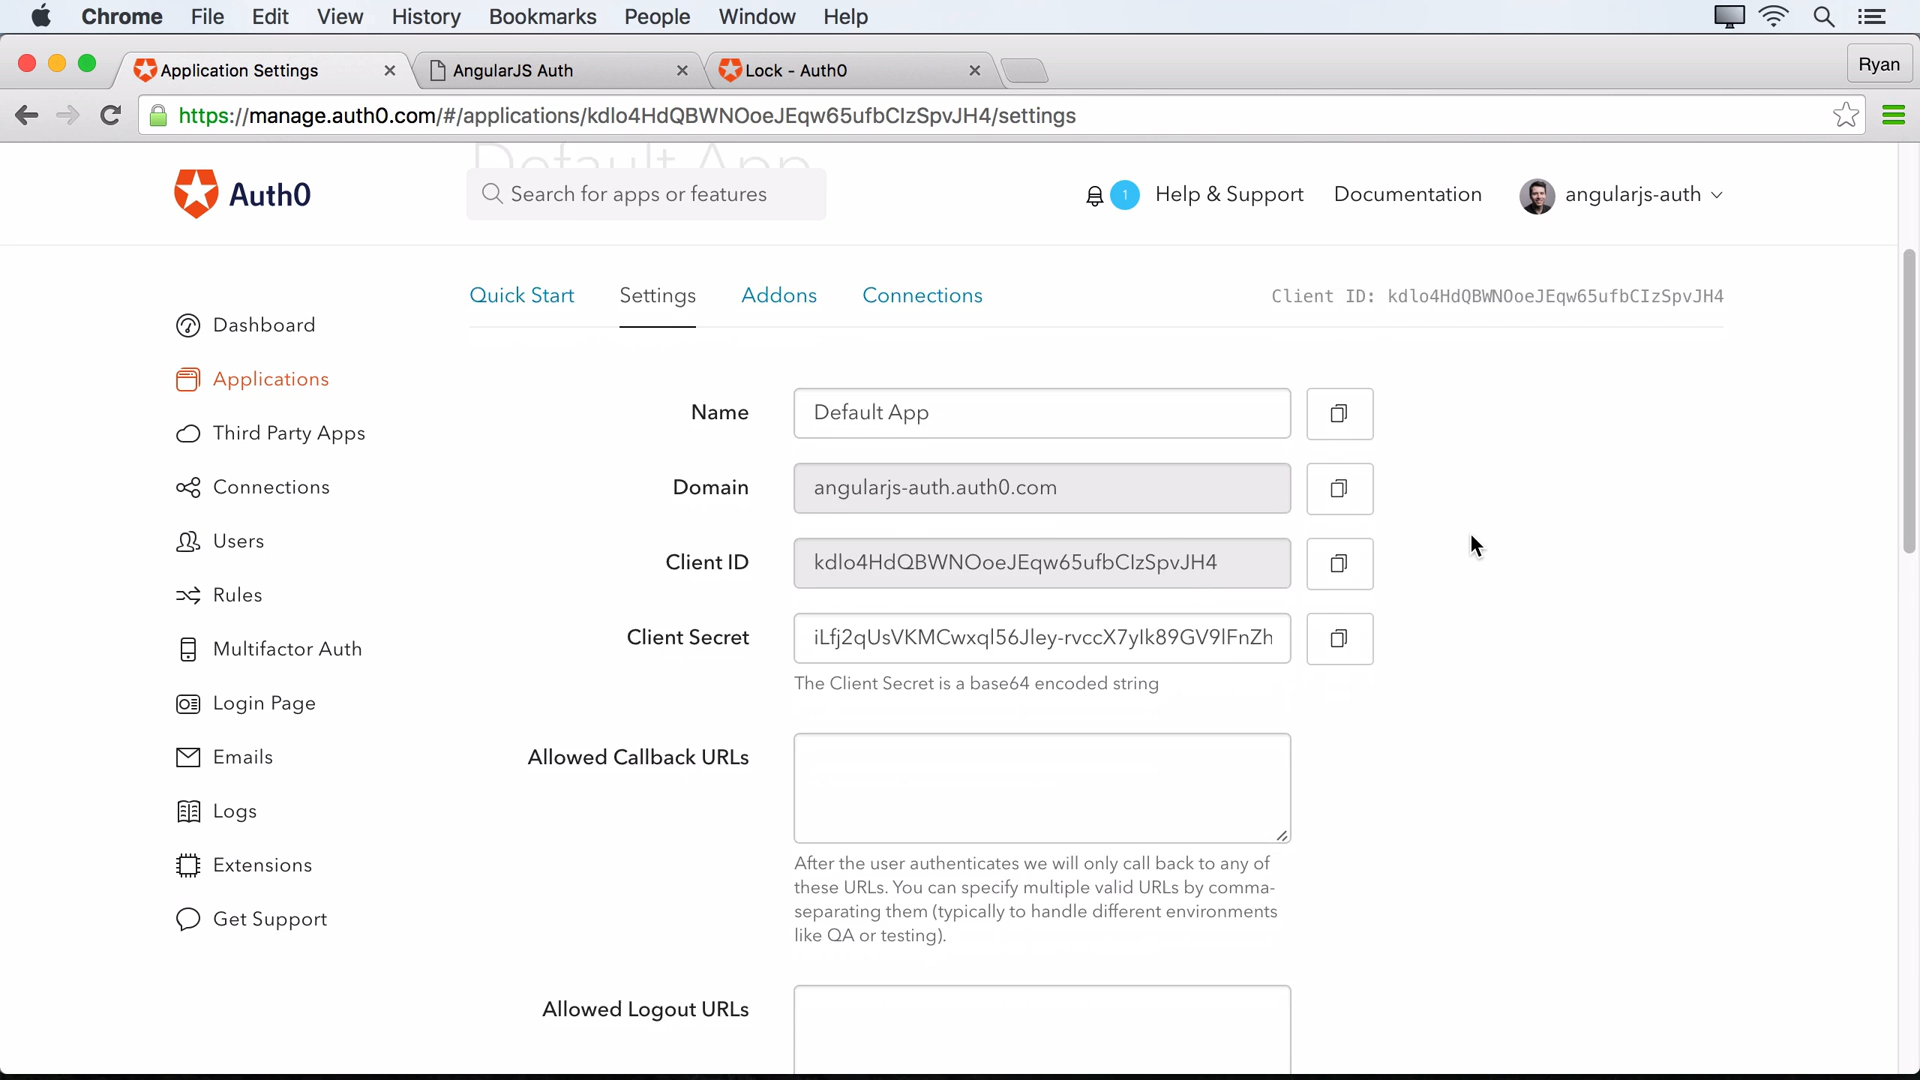 Chrome File Edit View History Bookmarks People Window Help
Application Settings AngularJS Auth Lock - Auth0 Ryan
https://manage.auth0.com/#/applications/kdlo4HdQBWNOoeJEqw65ufbCIzSpvJH4/settings
Default App
Auth0 Search for apps or features 1 Help & Support Documentation angularjs-auth
Quick Start Settings Addons Connections Client ID: kdlo4HdQBWNOoeJEqw65ufbCIzSpvJH4
Dashboard
Applications
Third Party Apps
Connections
Users
Rules
Multifactor Auth
Login Page
Emails
Logs
Extensions
Get Support
Name Default App
Domain angularjs-auth.auth0.com
Client ID kdlo4HdQBWNOoeJEqw65ufbCIzSpvJH4
Client Secret iLfj2qUsVKMCwxql56Jley-rvccX7yIk89GV9lFnZh
The Client Secret is a base64 encoded string
Allowed Callback URLs
After the user authenticates we will only call back to any of
these URLs. You can specify multiple valid URLs by comma-
separating them (typically to handle different environments
like QA or testing).
Allowed Logout URLs